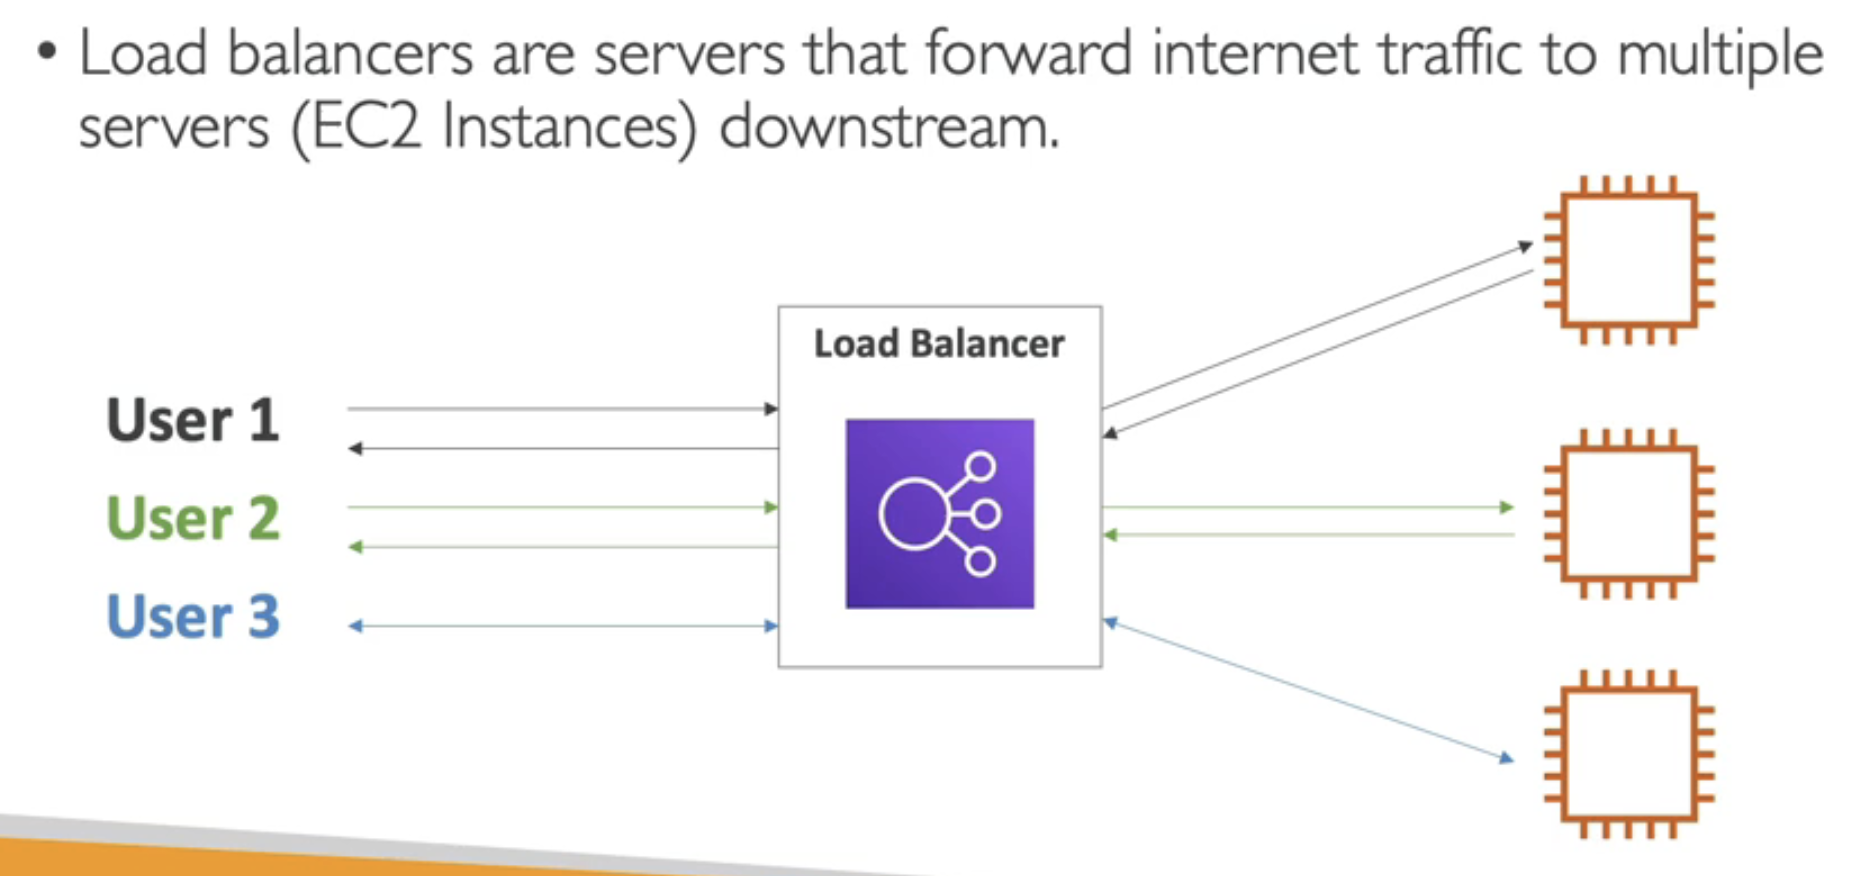 • Load balancers are servers that forward internet traffic to multiple
servers (EC2 Instances) downstream.
Load Balancer
User 1
User 2
User 3